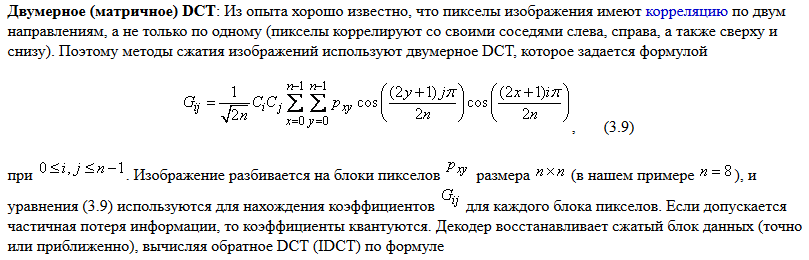 Двумерное (матричное) DCT: Из опыта хорошо известно, что пикселы изображения имеют корреляцию по двум
направлениям, а не только по одному (пикселы коррелируют со своими соседями слева, справа, а также сверху и
снизу). Поэтому методы сжатия изображений используют двумерное DCT, которое задается формулой
G_{ij} = \frac{1}{\sqrt{2n}} C_i C_j \sum_{x=0}^{n-1} \sum_{y=0}^{n-1} p_{xy} \cos\left(\frac{(2y+1)j\pi}{2n}\right) \cos\left(\frac{(2x+1)i\pi}{2n}\right), (3.9)
при 0 ≤ i, j ≤ n−1. Изображение разбивается на блоки пикселов p_{xy} размера n×n (в нашем примере n = 8), и
уравнения (3.9) используются для нахождения коэффициентов G_{ij} для каждого блока пикселов. Если допускается
частичная потеря информации, то коэффициенты квантуются. Декодер восстанавливает сжатый блок данных (точно
или приближенно), вычисляя обратное DCT (IDCT) по формуле